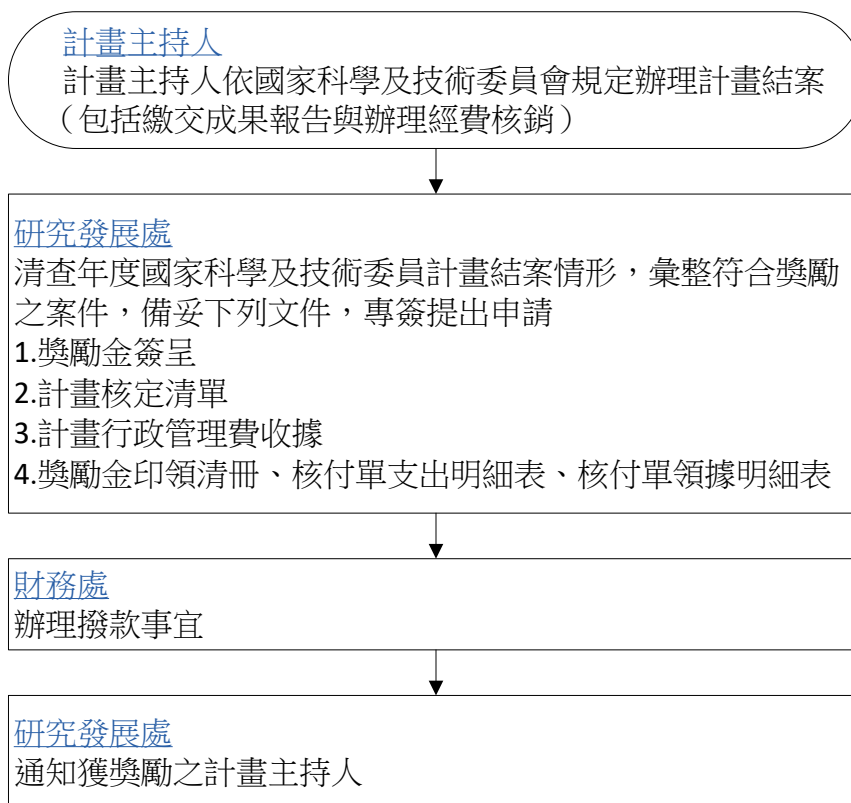 計畫主持人
計畫主持人依國家科學及技術委員會規定辦理計畫結案
（包括繳交成果報告與辦理經費核銷）
研究發展處
清查年度國家科學及技術委員計畫結案情形，彙整符合獎勵
之案件，備妥下列文件，專簽提出申請
1.獎勵金簽呈
2.計畫核定清單
3.計畫行政管理費收據
4.獎勵金印領清冊、核付單支出明細表、核付單領據明細表
財務處
辦理撥款事宜
研究發展處
通知獲獎勵之計畫主持人